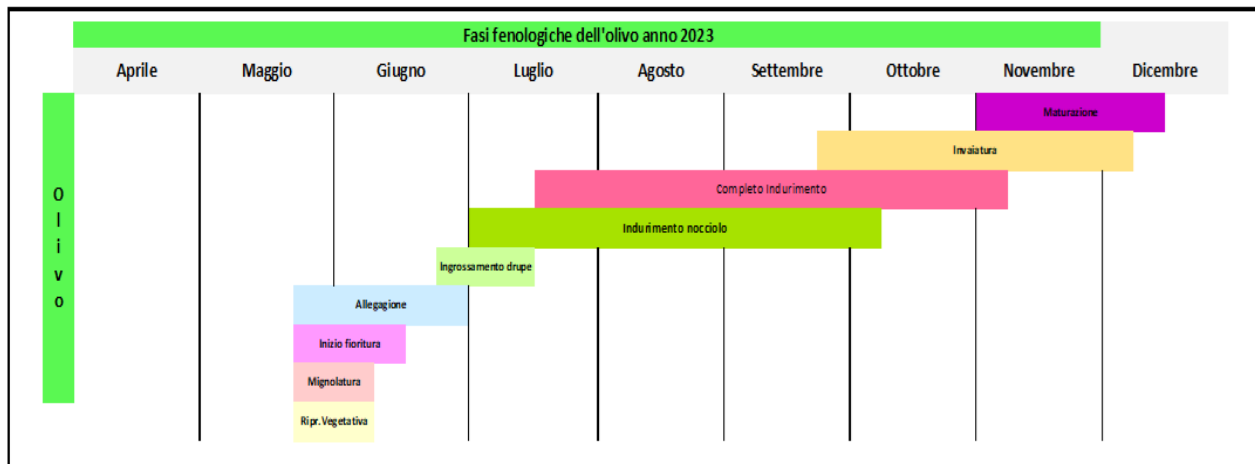 Fasi fenologiche dell'olivo anno 2023
Aprile Maggio Giugno Luglio Agosto Settembre Ottobre Novembre Dicembre
Olivo
Maturazione
Invaiatura
Completo Indurimento
Indurimento nocciolo
Ingrossamento drupe
Allegagione
Inizio fioritura
Mignolatura
Ripr. Vegetativa